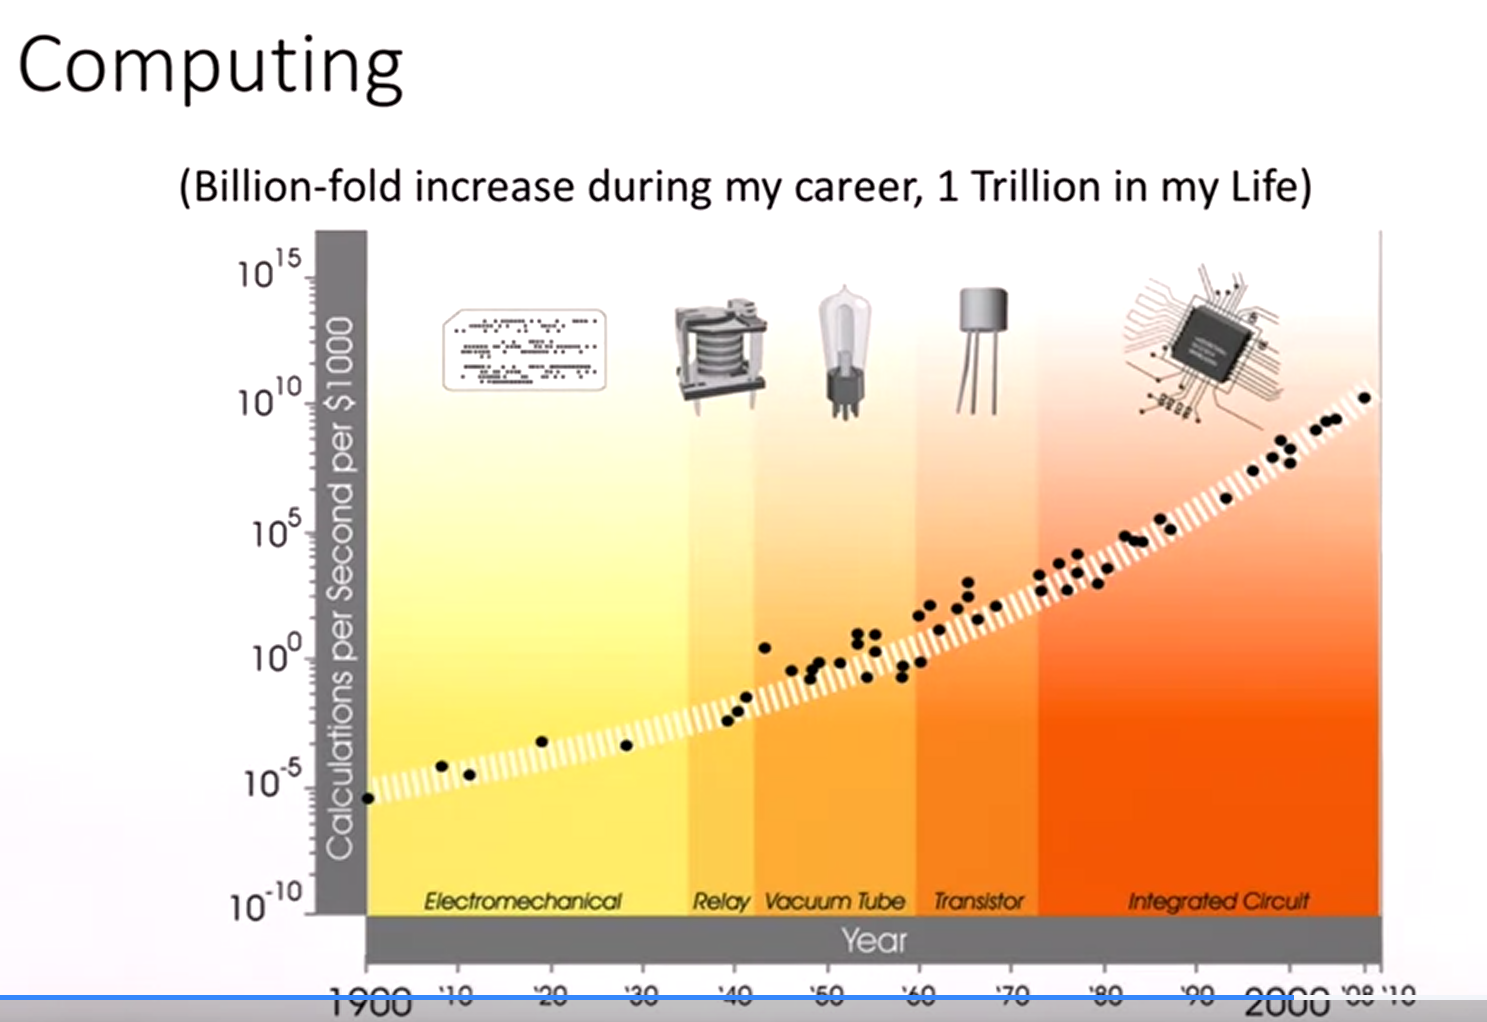 Computing
(Billion-fold increase during my career, 1 Trillion in my Life)
Calculations per Second per $1000
10^15
10^10
10^5
10^0
10^-5
10^-10
Electromechanical Relay Vacuum Tube Transistor Integrated Circuit
Year
1900 '10 '20 '30 '40 '50 '60 '70 '80 '90 2000 '08 '10